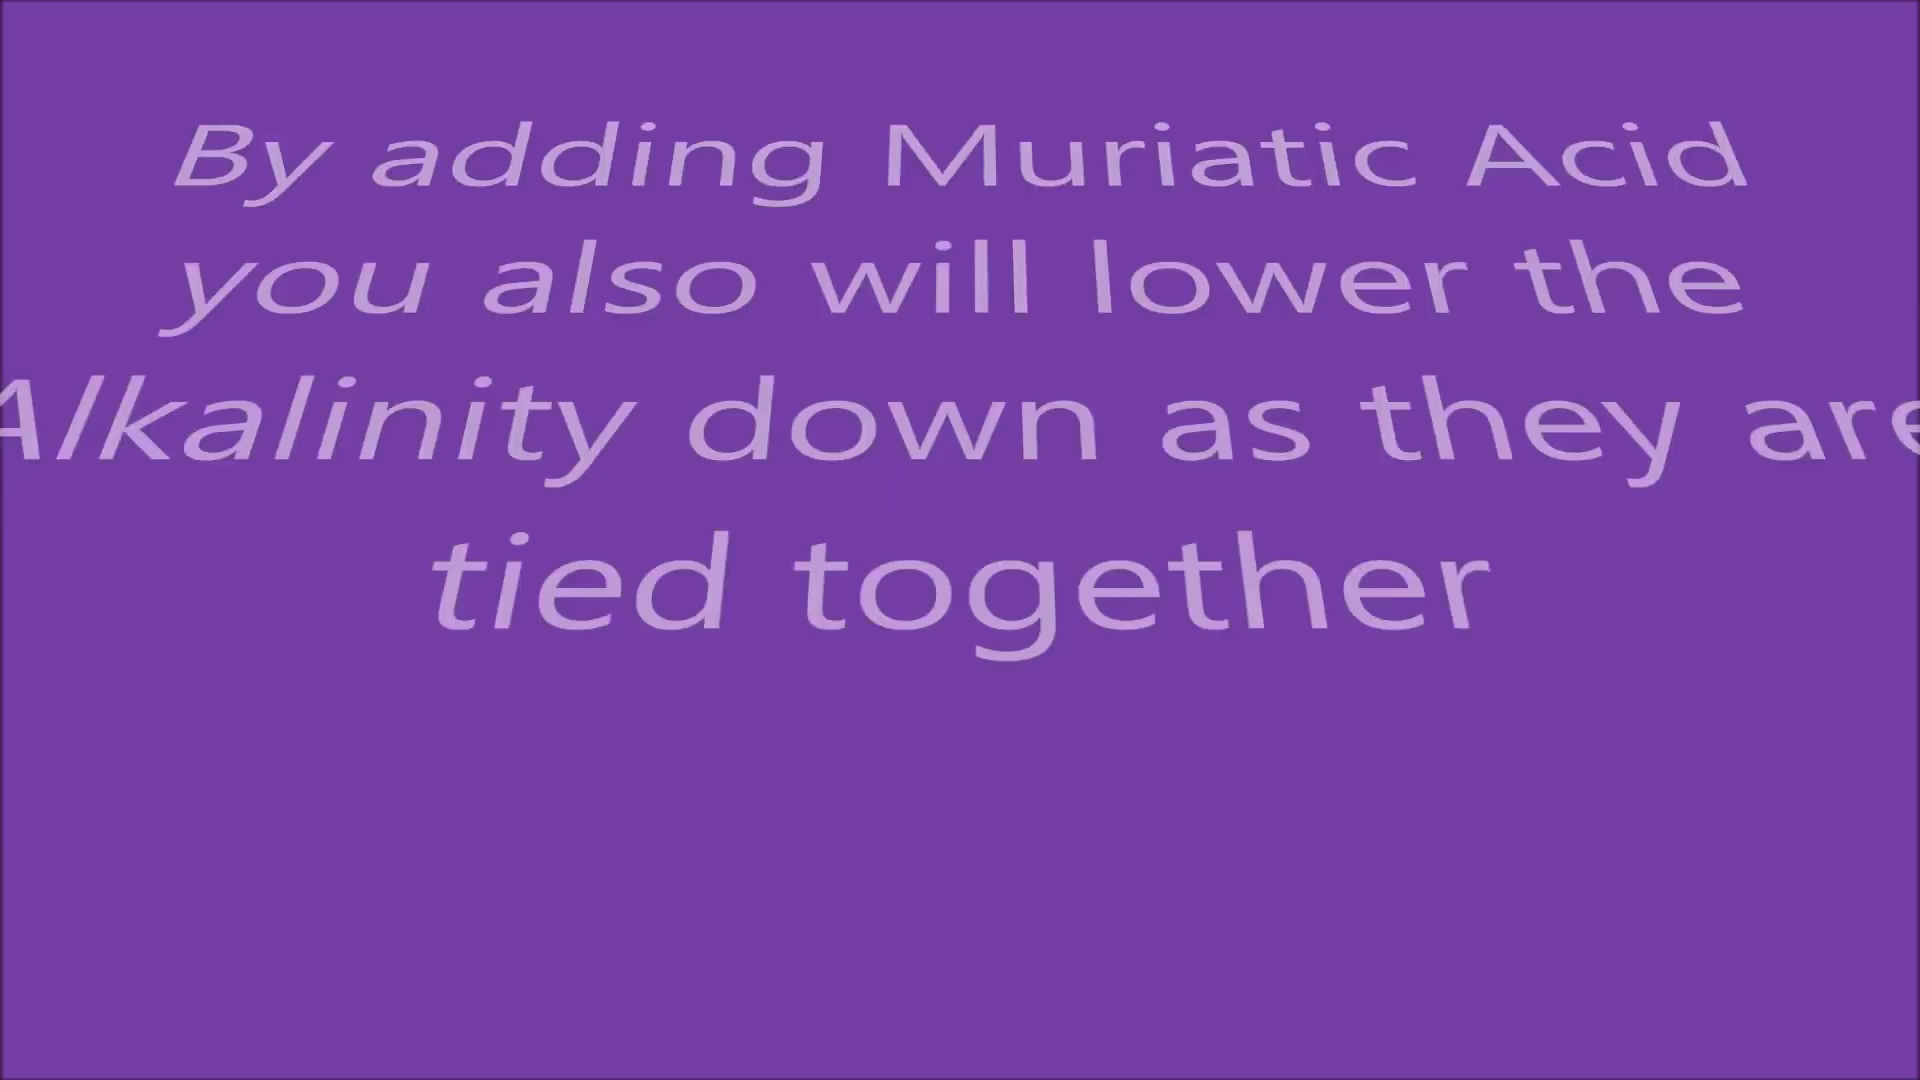 By adding Muriatic Acid
you also will lower the
Alkalinity down as they are
tied together